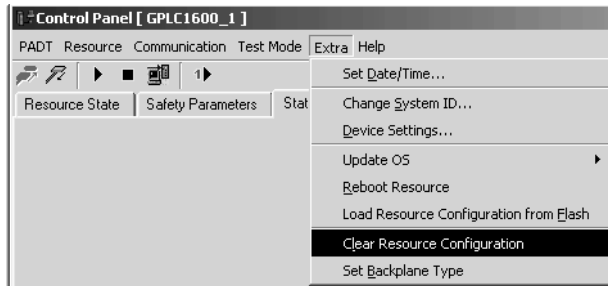 Control Panel [ GPLC1600_1 ]
PADT Resource Communication Test Mode Extra Help
1
Set Date/Time...
Resource State Safety Parameters Stat
Change System ID...
Device Settings...
Update OS
Reboot Resource
Load Resource Configuration from Flash
Clear Resource Configuration
Set Backplane Type